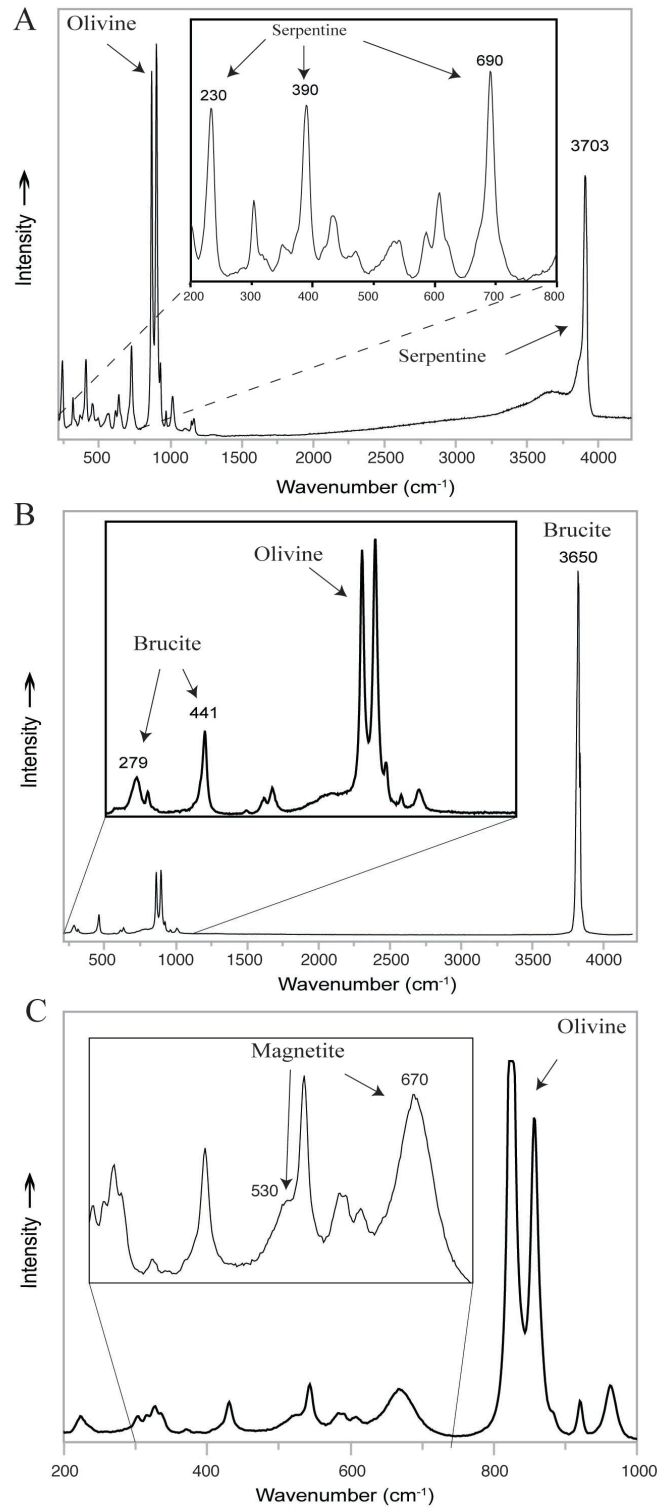 A
Olivine
Serpentine
230
390
690
200 300 400 500 600 700 800
3703
Serpentine
Intensity
500 1000 1500 2000 2500 3000 3500 4000
Wavenumber (cm⁻¹)
B
Brucite
3650
Olivine
Brucite
441
279
Intensity
500 1000 1500 2000 2500 3000 3500 4000
Wavenumber (cm⁻¹)
C
Olivine
Magnetite
670
530
Intensity
200 400 600 800 1000
Wavenumber (cm⁻¹)